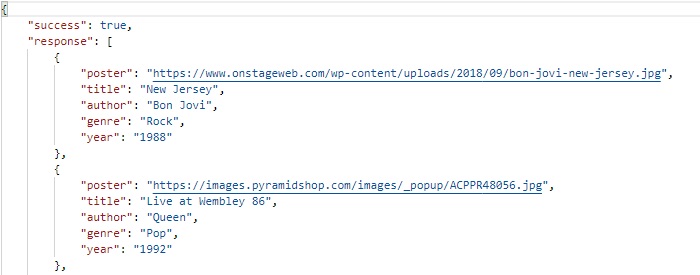 {
"success": true,
"response": [
{
"poster": "https://www.onstageweb.com/wp-content/uploads/2018/09/bon-jovi-new-jersey.jpg",
"title": "New Jersey",
"author": "Bon Jovi",
"genre": "Rock",
"year": "1988"
},
{
"poster": "https://images.pyramidshop.com/images/_popup/ACPPR48056.jpg",
"title": "Live at Wembley 86",
"author": "Queen",
"genre": "Pop",
"year": "1992"
},